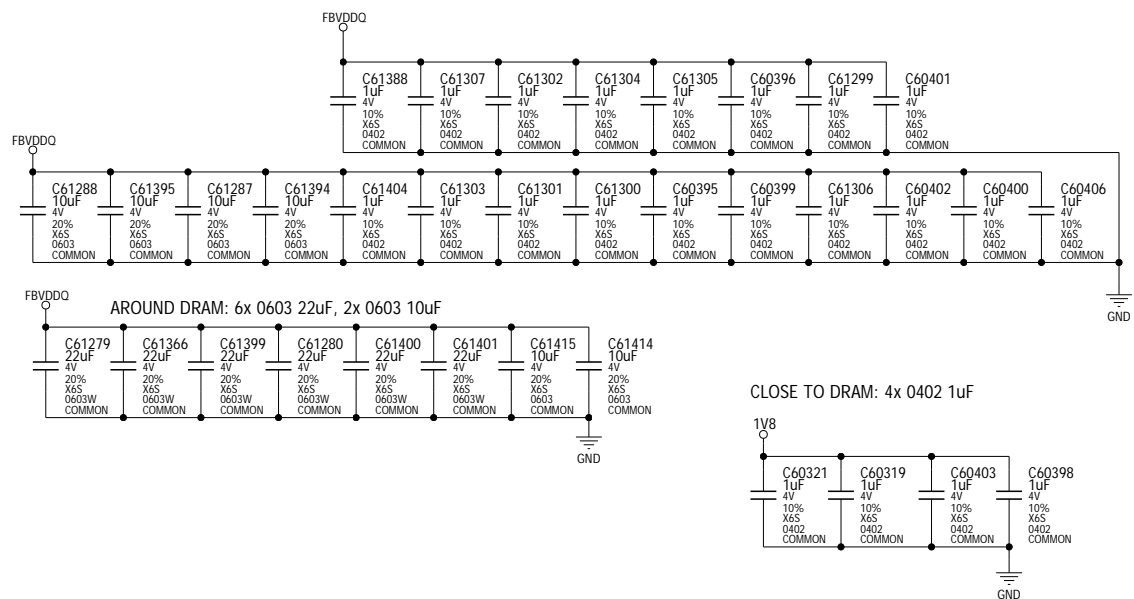 FBVDDQ
C61388 C61307 C61302 C61304 C61305 C60396 C61299 C60401
1uF 1uF 1uF 1uF 1uF 1uF 1uF 1uF
4V 4V 4V 4V 4V 4V 4V 4V
10% 10% 10% 10% 10% 10% 10% 10%
X6S X6S X6S X6S X6S X6S X6S X6S
0402 0402 0402 0402 0402 0402 0402 0402
COMMON COMMON COMMON COMMON COMMON COMMON COMMON COMMON
FBVDDQ
C61288 C61395 C61287 C61394 C61404 C61303 C61301 C61300 C60395 C60399 C61306 C60402 C60400 C60406
10uF 10uF 10uF 10uF 1uF 1uF 1uF 1uF 1uF 1uF 1uF 1uF 1uF 1uF
4V 4V 4V 4V 4V 4V 4V 4V 4V 4V 4V 4V 4V 4V
20% 20% 20% 20% 10% 10% 10% 10% 10% 10% 10% 10% 10% 10%
X6S X6S X6S X6S X6S X6S X6S X6S X6S X6S X6S X6S X6S X6S
0603 0603 0603 0603 0402 0402 0402 0402 0402 0402 0402 0402 0402 0402
COMMON COMMON COMMON COMMON COMMON COMMON COMMON COMMON COMMON COMMON COMMON COMMON COMMON COMMON
GND
FBVDDQ
AROUND DRAM: 6x 0603 22uF, 2x 0603 10uF
C61279 C61366 C61399 C61280 C61400 C61401 C61415 C61414
22uF 22uF 22uF 22uF 22uF 22uF 10uF 10uF
4V 4V 4V 4V 4V 4V 4V 4V
20% 20% 20% 20% 20% 20% 20% 20%
X6S X6S X6S X6S X6S X6S X6S X6S
0603W 0603W 0603W 0603W 0603W 0603W 0603 0603
COMMON COMMON COMMON COMMON COMMON COMMON COMMON COMMON
GND
CLOSE TO DRAM: 4x 0402 1uF
1V8
C60321 C60319 C60403 C60398
1uF 1uF 1uF 1uF
4V 4V 4V 4V
10% 10% 10% 10%
X6S X6S X6S X6S
0402 0402 0402 0402
COMMON COMMON COMMON COMMON
GND